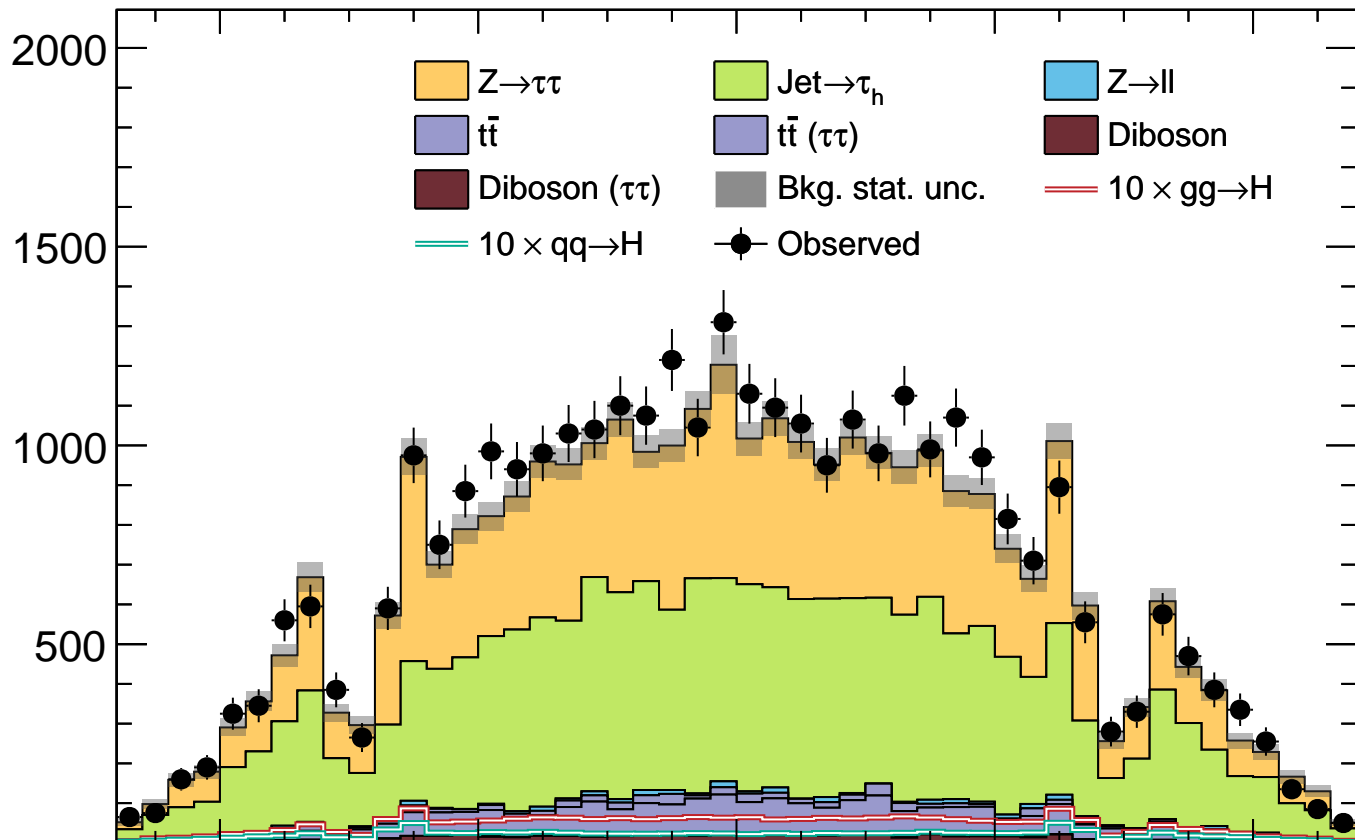 2000
Z→ττ Jet→τh Z→ll
tt̄ tt̄ (ττ) Diboson
Diboson (ττ) Bkg. stat. unc. 10 × gg→H
1500
10 × qq→H Observed
1000
500